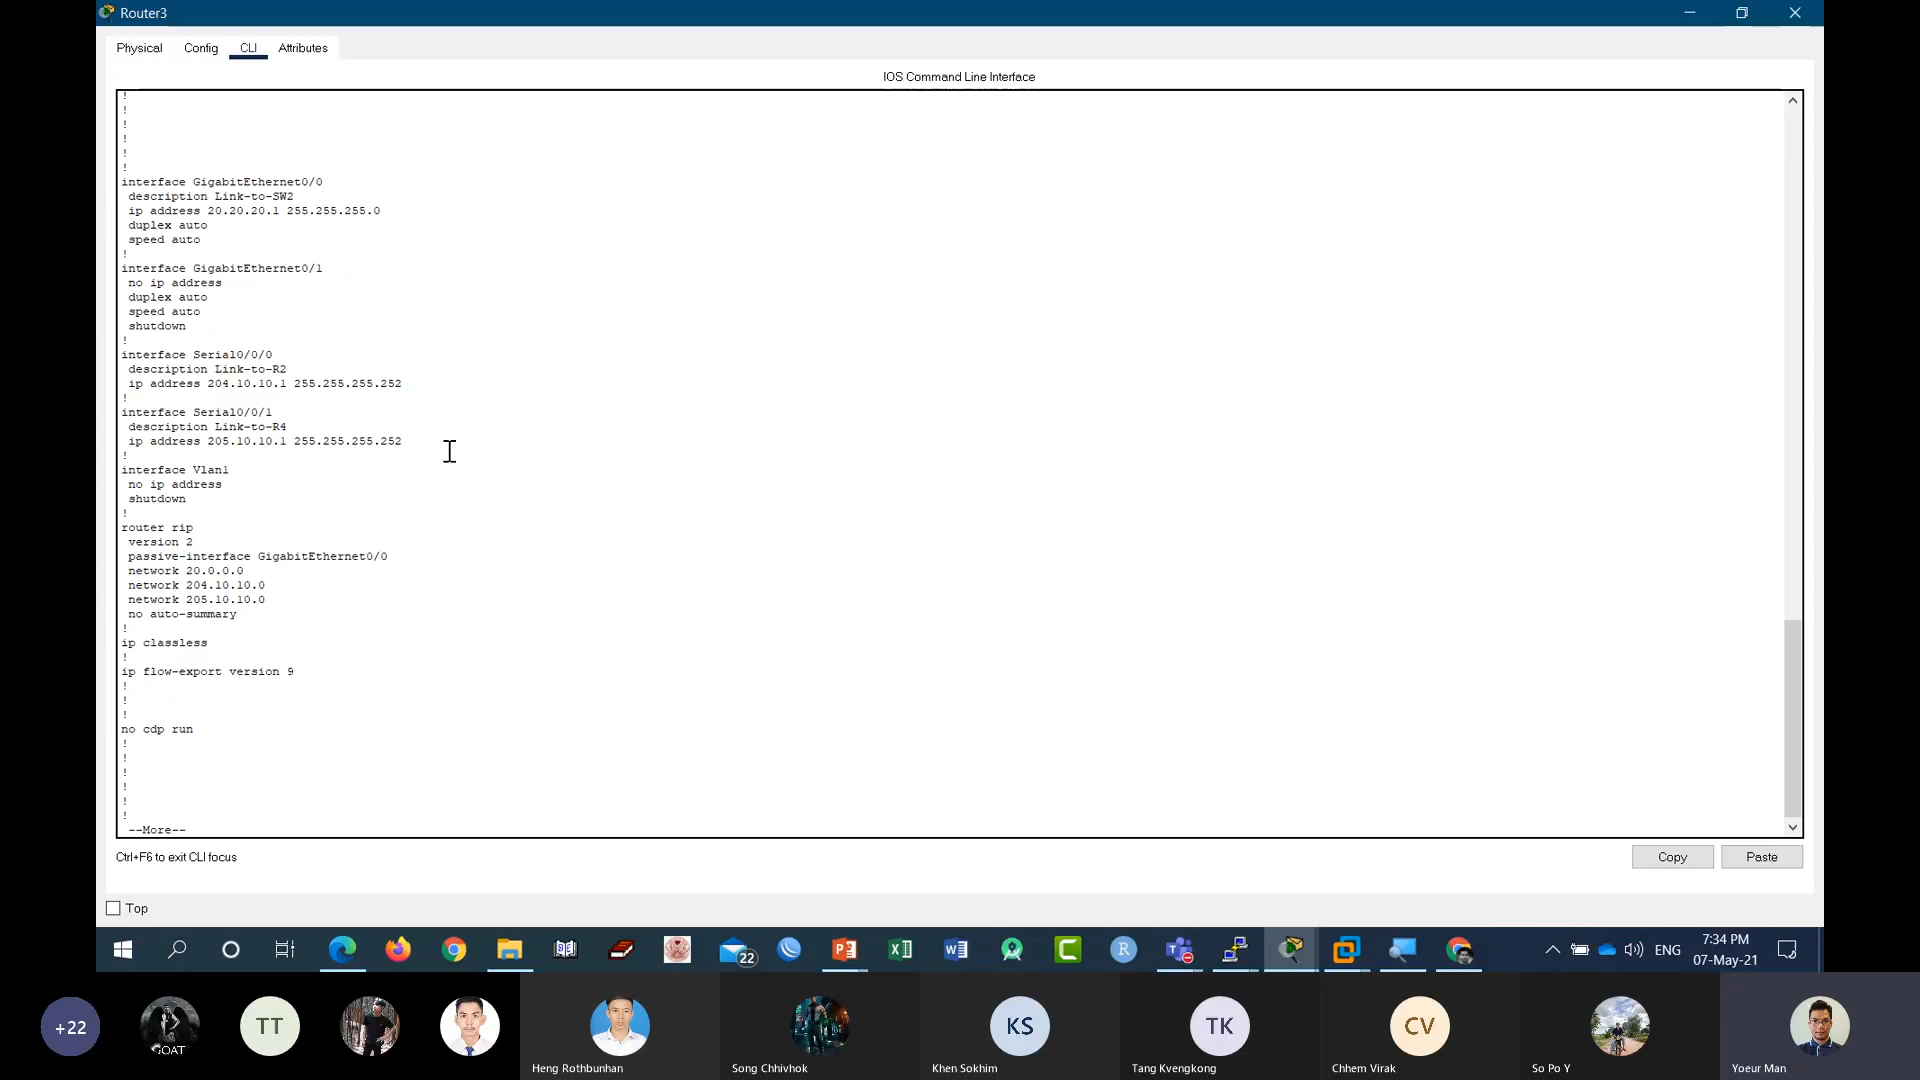 Router3
Physical Config CLI Attributes
IOS Command Line Interface
!
!
!
!
!
!
interface GigabitEthernet0/0
description Link-to-SW2
ip address 20.20.20.1 255.255.255.0
duplex auto
speed auto
!
interface GigabitEthernet0/1
no ip address
duplex auto
speed auto
shutdown
!
interface Serial0/0/0
description Link-to-R2
ip address 204.10.10.1 255.255.255.252
!
interface Serial0/0/1
description Link-to-R4
ip address 205.10.10.1 255.255.255.252
!
interface Vlan1
no ip address
shutdown
!
router rip
version 2
passive-interface GigabitEthernet0/0
network 20.0.0.0
network 204.10.10.0
network 205.10.10.0
no auto-summary
!
ip classless
!
ip flow-export version 9
!
!
!
no cdp run
!
!
!
!
!
!
--More--
Ctrl+F6 to exit CLI focus
Copy Paste
Top
22
ENG
7:34 PM
07-May-21
+22
GOAT
TT
KS
TK
CV
Heng Rothbunhan
Song Chhivhok
Khen Sokhim
Tang Kvengkong
Chhem Virak
So Po Y
Yoeur Man